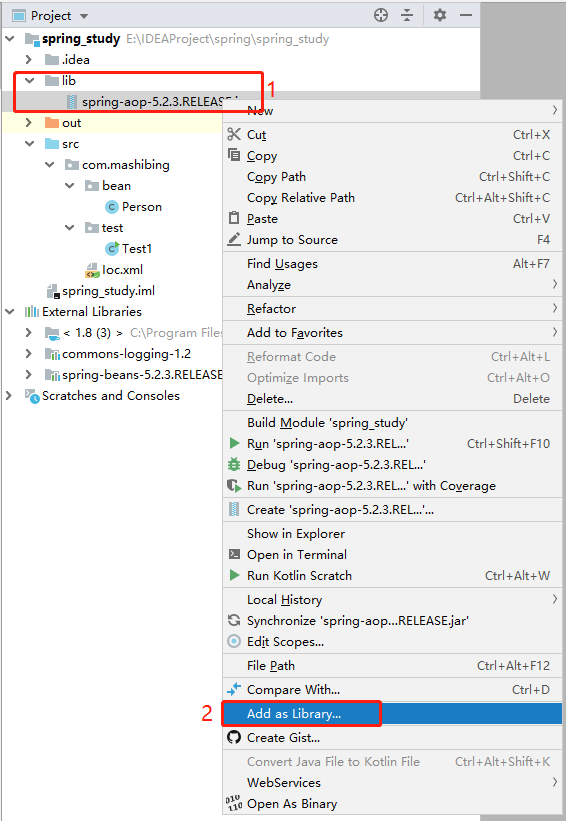 Project
spring_study E:\IDEAProject\spring\spring_study
.idea
lib
1
spring-aop-5.2.3.RELEASE.j
out
src
com.mashibing
bean
Person
test
Test1
Ioc.xml
spring_study.iml
External Libraries
< 1.8 (3) > C:\Program Files
commons-logging-1.2
spring-beans-5.2.3.RELEASE
Scratches and Consoles
New
Cut Ctrl+X
Copy Ctrl+C
Copy Path Ctrl+Shift+C
Copy Relative Path Ctrl+Alt+Shift+C
Paste Ctrl+V
Jump to Source F4
Find Usages Alt+F7
Analyze
Refactor
Add to Favorites
Reformat Code Ctrl+Alt+L
Optimize Imports Ctrl+Alt+O
Delete... Delete
Build Module 'spring_study'
Run 'spring-aop-5.2.3.REL...' Ctrl+Shift+F10
Debug 'spring-aop-5.2.3.REL...'
Run 'spring-aop-5.2.3.REL...' with Coverage
Create 'spring-aop-5.2.3.REL...'...
Show in Explorer
Open in Terminal
Run Kotlin Scratch Ctrl+Alt+W
Local History
Synchronize 'spring-aop...RELEASE.jar'
Edit Scopes...
File Path Ctrl+Alt+F12
Compare With... Ctrl+D
2 Add as Library...
Create Gist...
Convert Java File to Kotlin File Ctrl+Alt+Shift+K
WebServices
Open As Binary